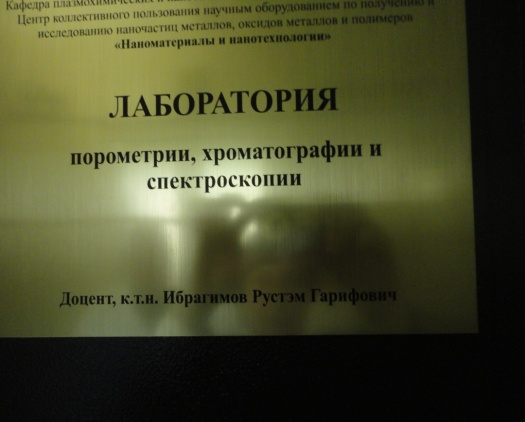 Кафедра плазмохимических и
Центр коллективного пользования научным оборудованием по получению и
исследованию наночастиц металлов, оксидов металлов и полимеров
«Наноматериалы и нанотехнологии»
ЛАБОРАТОРИЯ
порометрии, хроматографии и
спектроскопии
Доцент, к.т.н. Ибрагимов Рустэм Гарифович